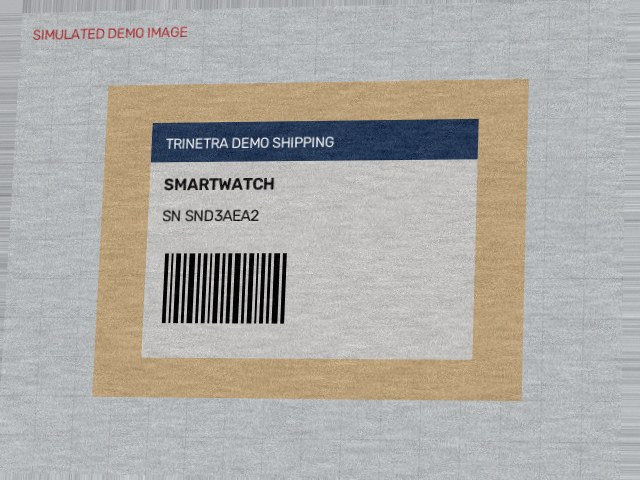 SIMULATED DEMO IMAGE
TRINETRA DEMO SHIPPING
SMARTWATCH
SN SND3AEA2